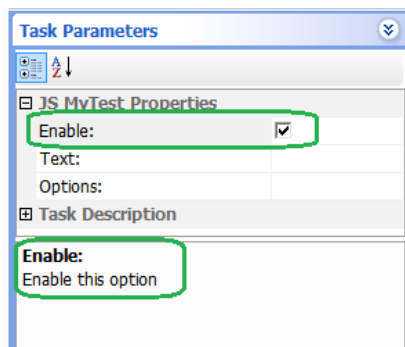 Task Parameters
A
Z
JS MyTest Properties
Enable:
Text:
Options:
Task Description
Enable:
Enable this option